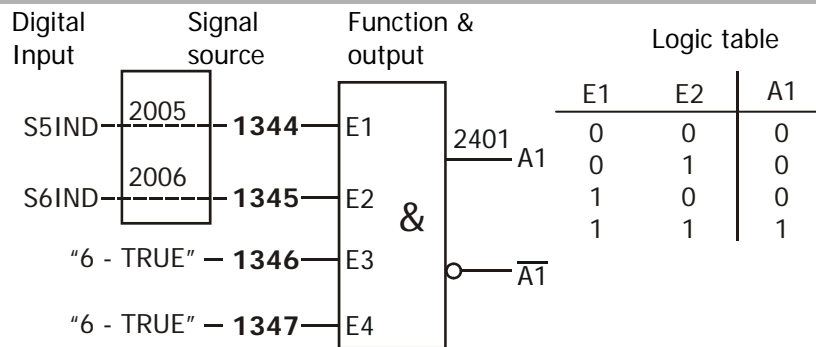 Digital Input
Signal source
Function & output
Logic table
S5IND
2005
1344
E1
S6IND
2006
1345
E2
"6 - TRUE"
1346
E3
"6 - TRUE"
1347
E4
&
2401
A1
A1
E1 E2 A1
0 0 0
0 1 0
1 0 0
1 1 1